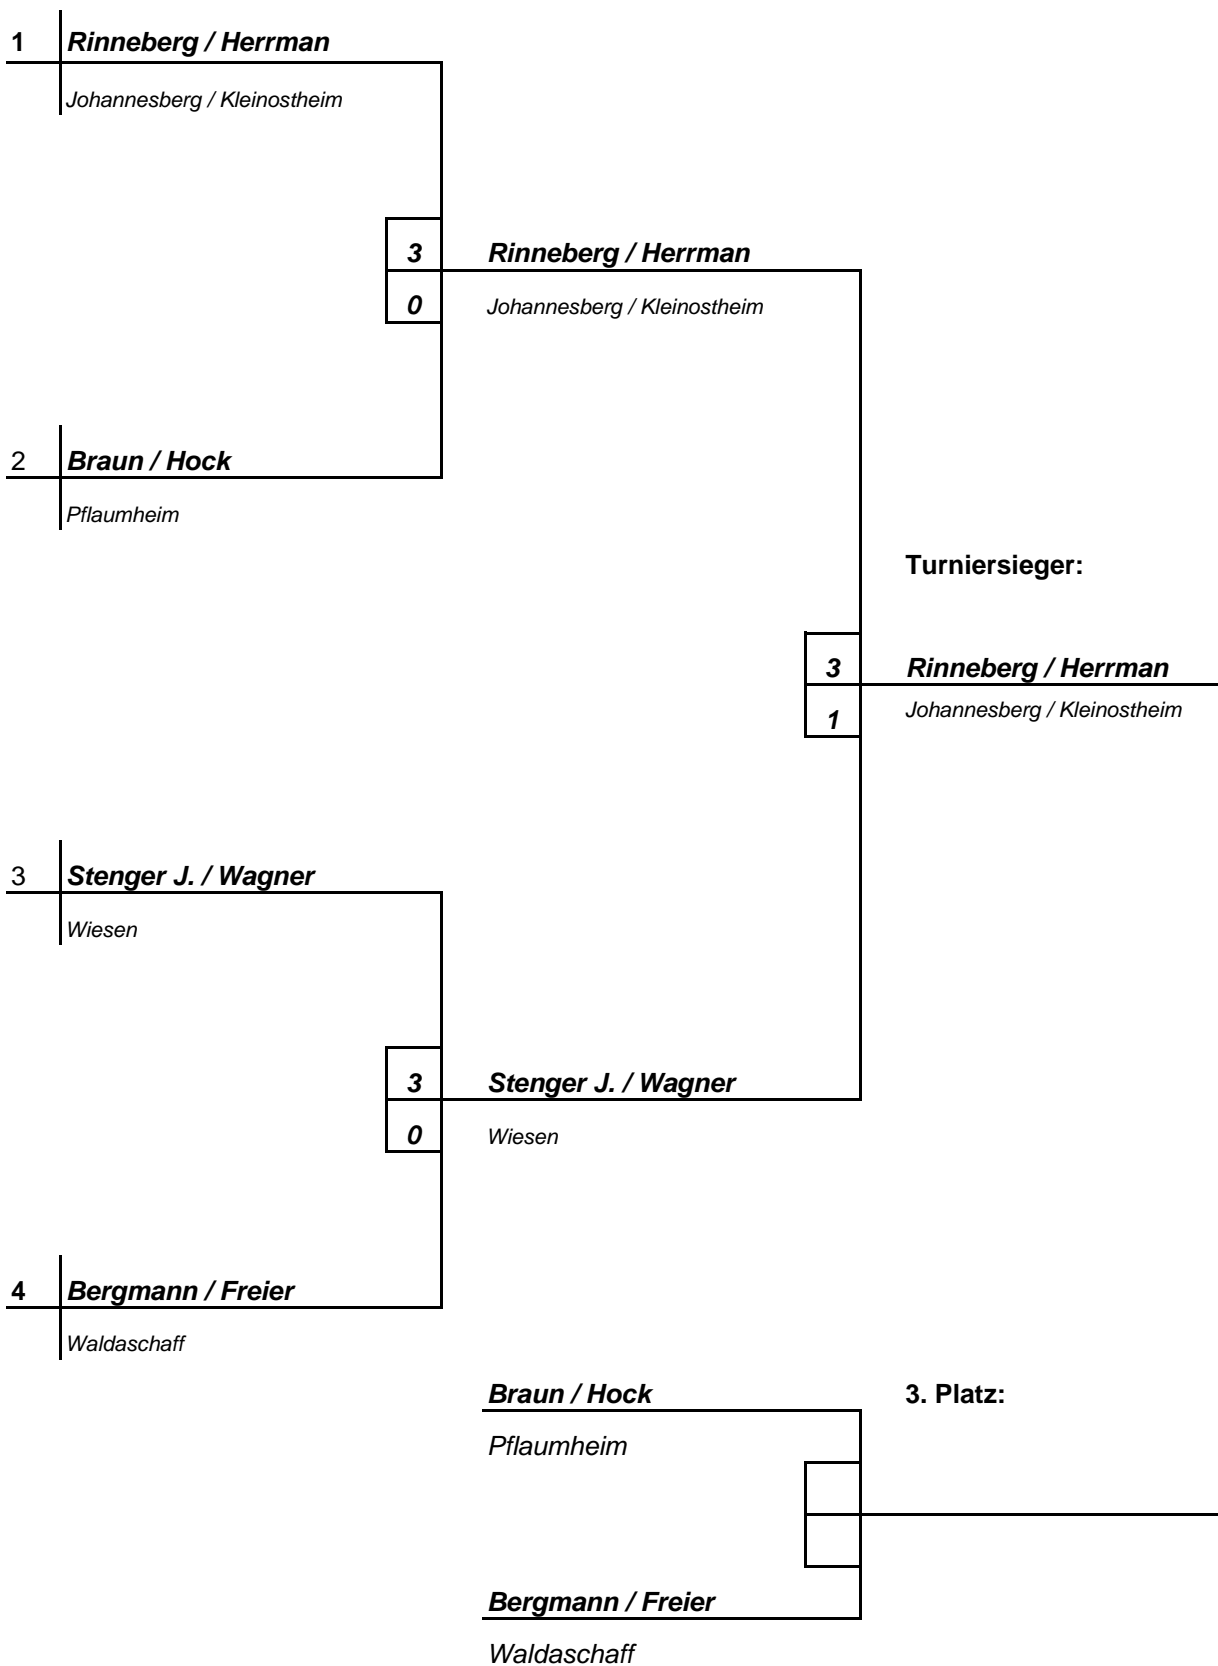 1 Rinneberg / Herrman
Johannesberg / Kleinostheim
3 Rinneberg / Herrman
0 Johannesberg / Kleinostheim
2 Braun / Hock
Pflaumheim
Turniersieger:
3 Rinneberg / Herrman
1 Johannesberg / Kleinostheim
3 Stenger J. / Wagner
Wiesen
3 Stenger J. / Wagner
0 Wiesen
4 Bergmann / Freier
Waldaschaff
Braun / Hock 3. Platz:
Pflaumheim
Bergmann / Freier
Waldaschaff